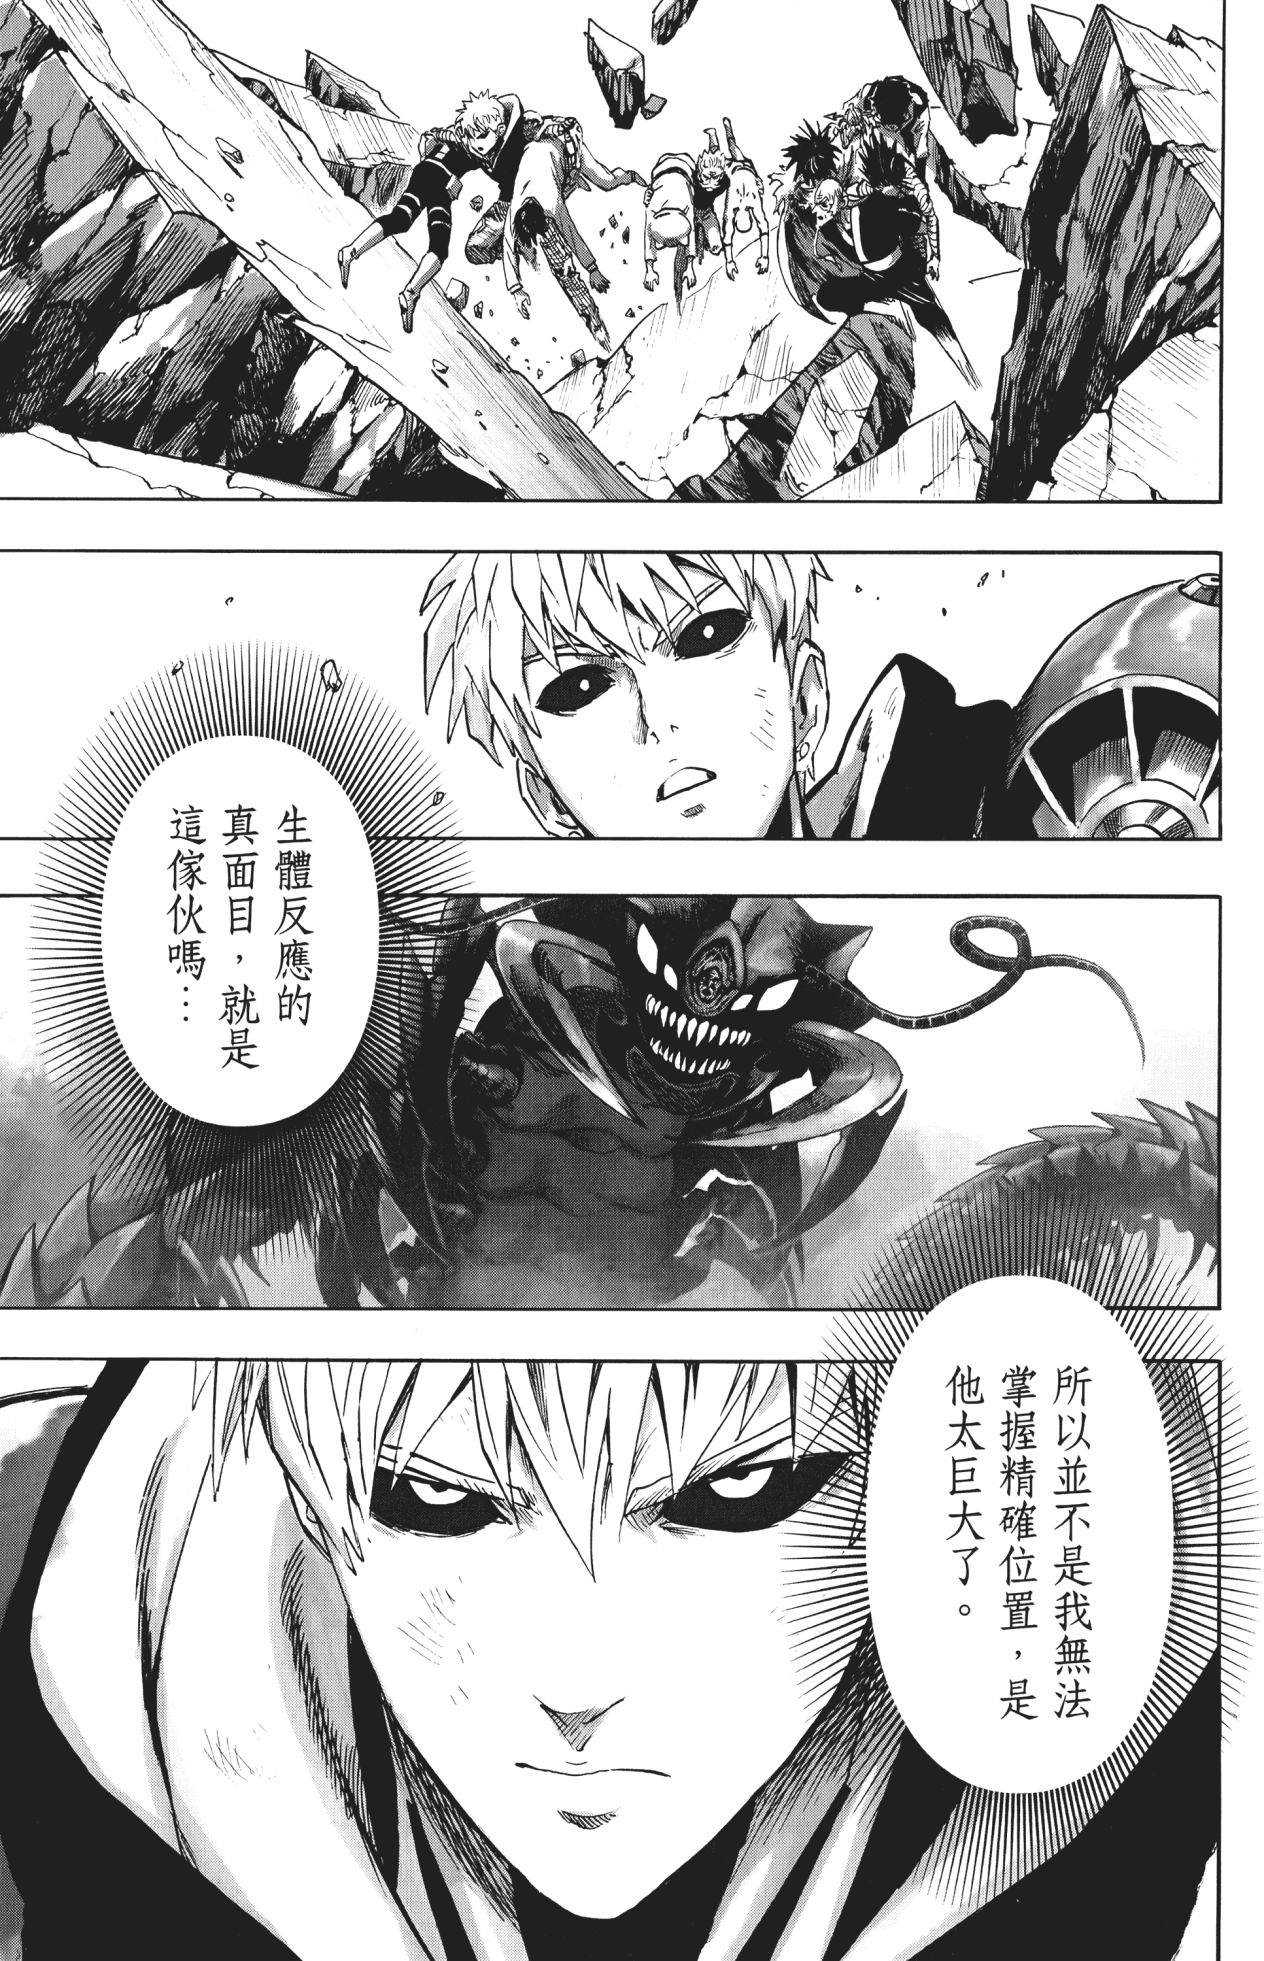 生體反應的
真面目，就是
這傢伙嗎…
所以並不是我無法
掌握精確位置，是
他太巨大了。